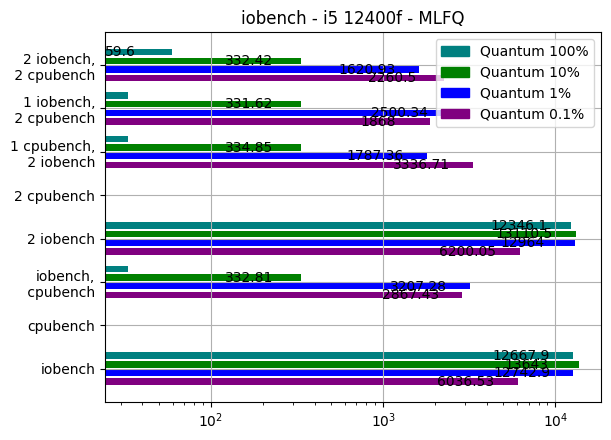 iobench - i5 12400f - MLFQ
Quantum 100%
Quantum 10%
Quantum 1%
Quantum 0.1%
2 iobench,
2 cpubench
59.6
332.42
2260.5
1 iobench,
2 cpubench
331.62
1868
1 cpubench,
2 iobench
334.85
1787.36
3336.71
2 cpubench
2 iobench
12346.1
13110.5
12964
6200.05
iobench,
cpubench
332.81
3207.28
2867.43
cpubench
iobench
12667.9
13643
12742.9
6036.53
10²
10³
10⁴